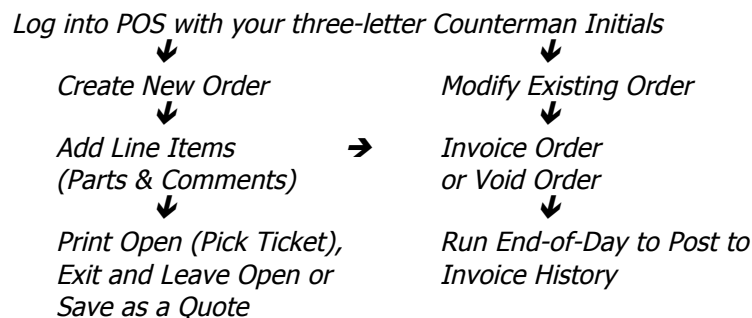 Log into POS with your three-letter Counterman Initials
🡻 🡻
Create New Order Modify Existing Order
🡻 🡻
Add Line Items 🡺 Invoice Order
(Parts & Comments) or Void Order
🡻 🡻
Print Open (Pick Ticket), Run End-of-Day to Post to
Exit and Leave Open or Invoice History
Save as a Quote